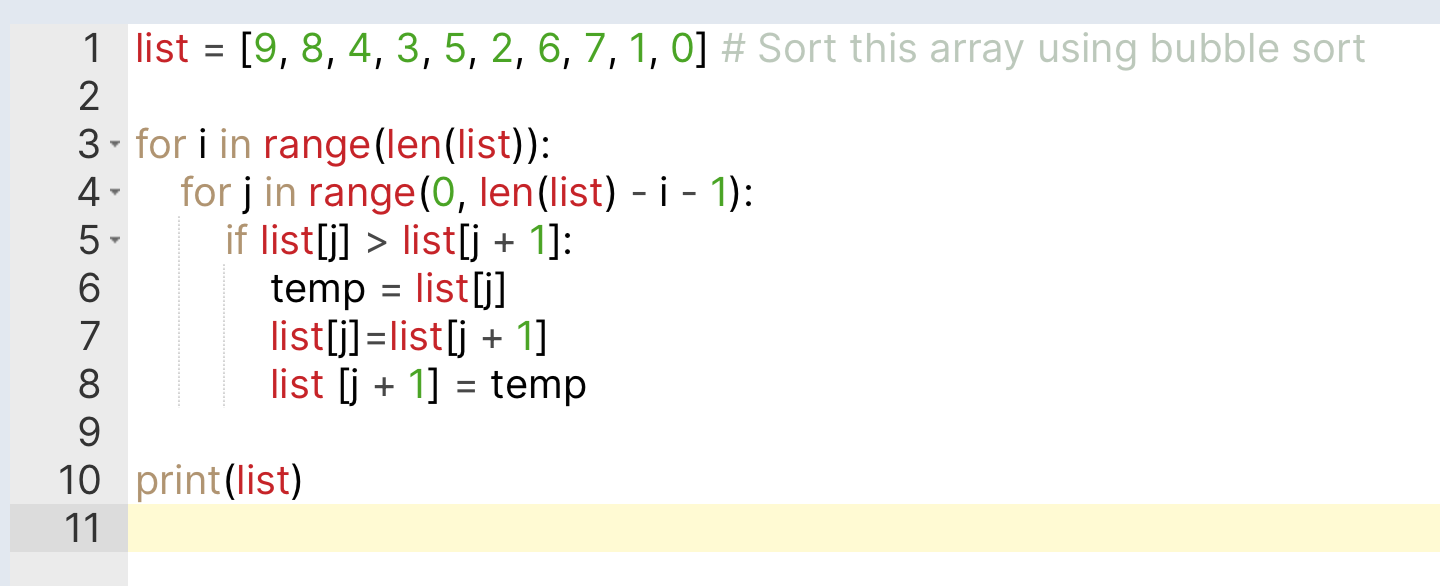 1 list = [9, 8, 4, 3, 5, 2, 6, 7, 1, 0] # Sort this array using bubble sort
2
3 for i in range(len(list)):
4 for j in range(0, len(list) - i - 1):
5 if list[j] > list[j + 1]:
6 temp = list[j]
7 list[j]=list[j + 1]
8 list [j + 1] = temp
9
10 print(list)
11